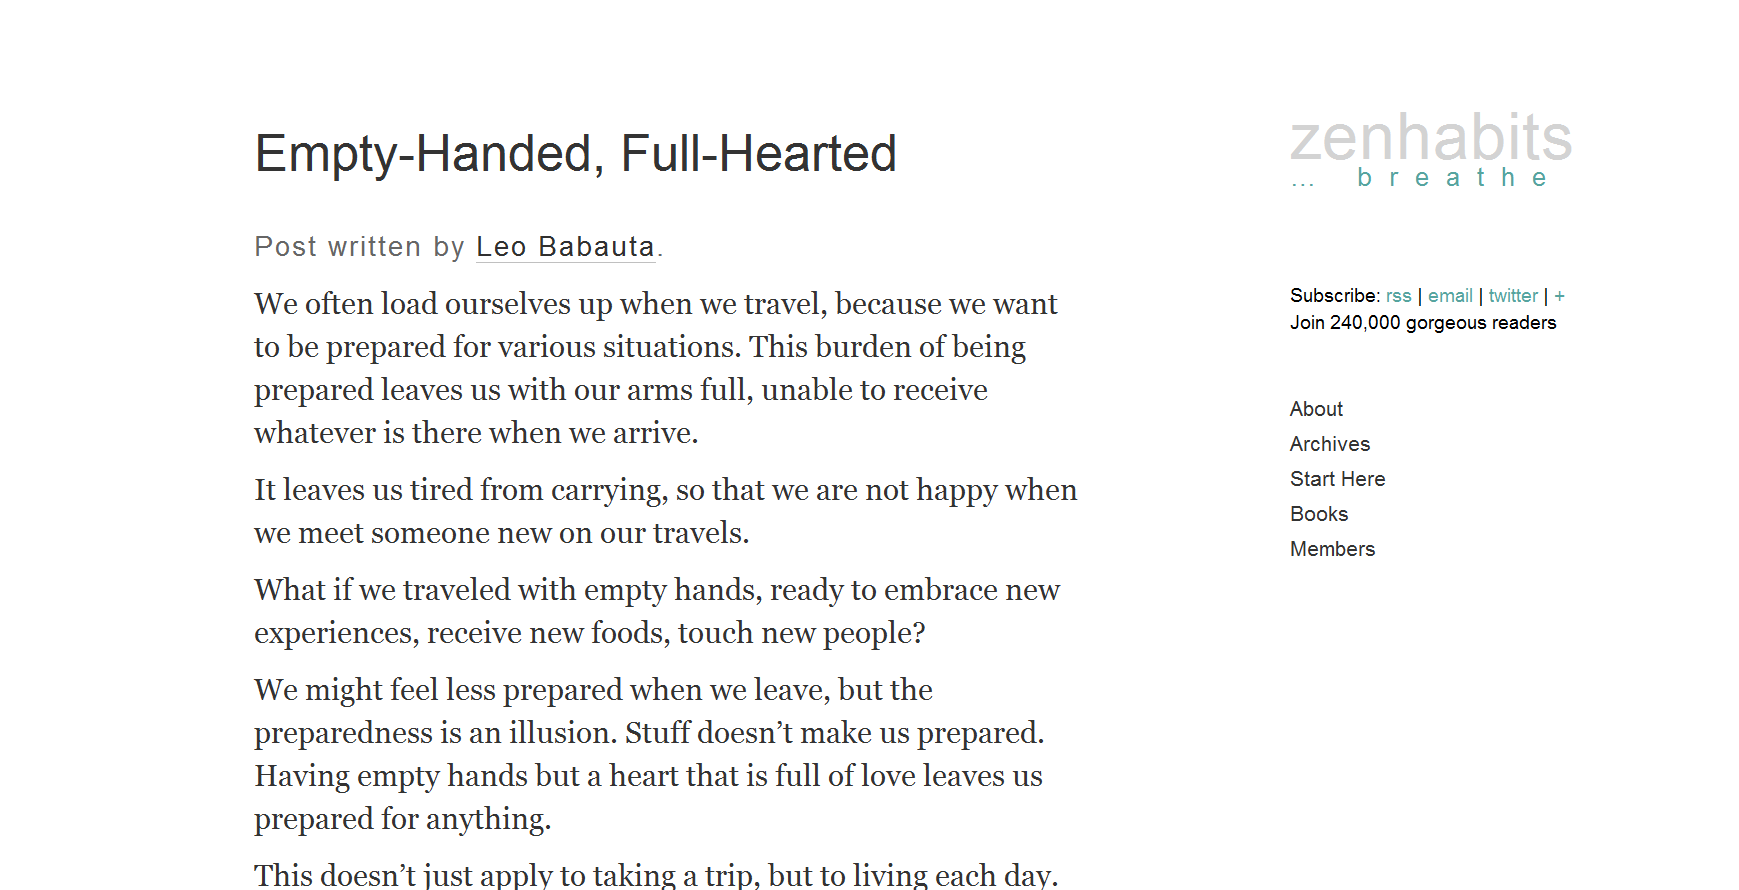 Empty-Handed, Full-Hearted
Post written by Leo Babauta.
We often load ourselves up when we travel, because we want
to be prepared for various situations. This burden of being
prepared leaves us with our arms full, unable to receive
whatever is there when we arrive.
It leaves us tired from carrying, so that we are not happy when
we meet someone new on our travels.
What if we traveled with empty hands, ready to embrace new
experiences, receive new foods, touch new people?
We might feel less prepared when we leave, but the
preparedness is an illusion. Stuff doesn’t make us prepared.
Having empty hands but a heart that is full of love leaves us
prepared for anything.
This doesn’t just apply to taking a trip, but to living each day.
zenhabits
... breathe
Subscribe: rss | email | twitter | +
Join 240,000 gorgeous readers
About
Archives
Start Here
Books
Members